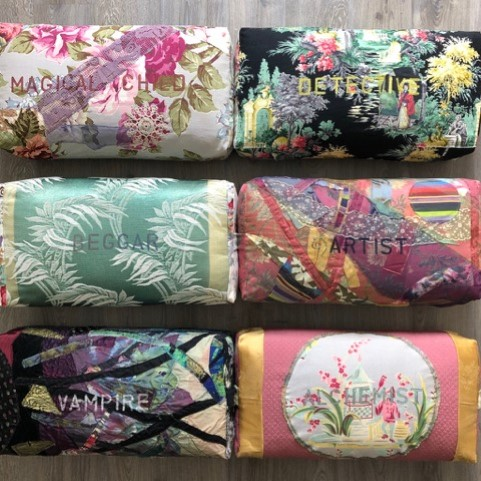 MAGICAL CHILD
DETECTIVE
BEGGAR
ARTIST
VAMPIRE
ALCHEMIST